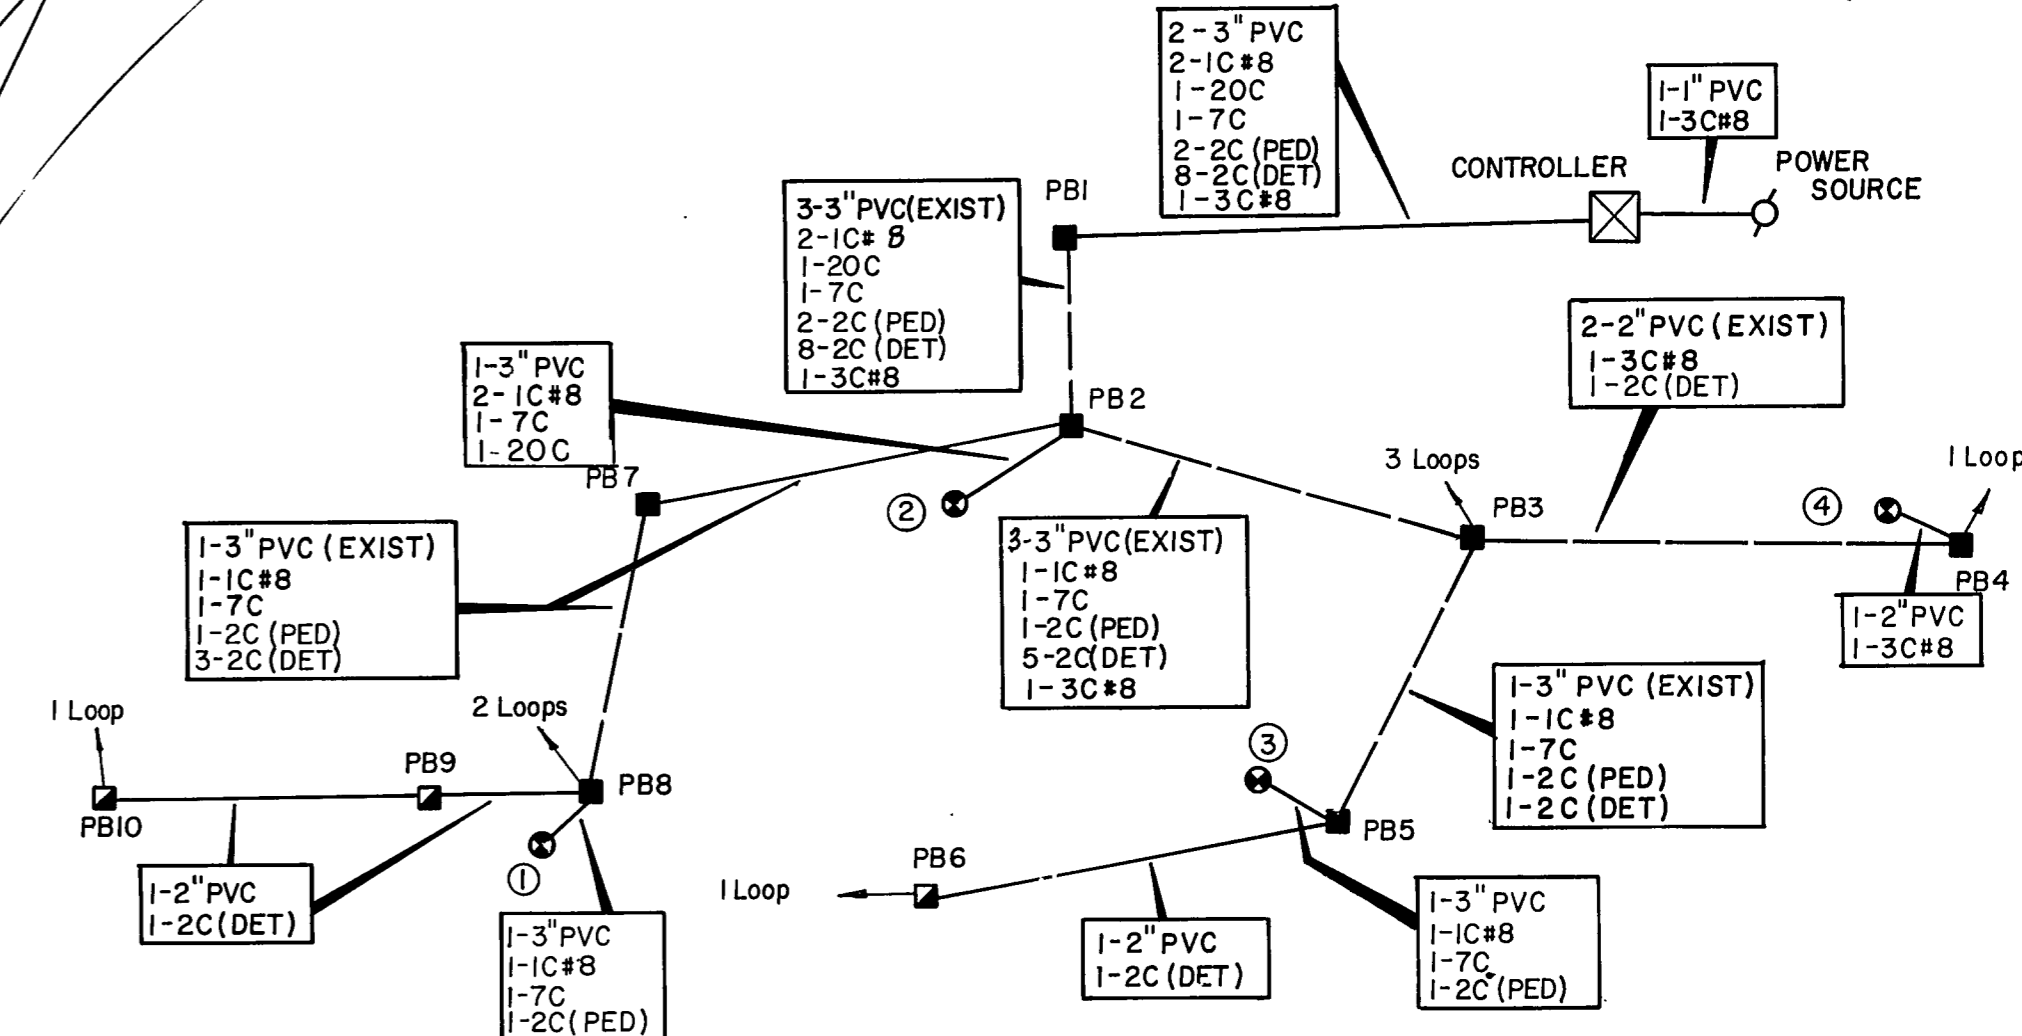 2-3" PVC
2-1C#8
1-20C
1-7C
2-2C (PED)
8-2C (DET)
1-3C#8
1-1" PVC
1-3C#8
CONTROLLER
POWER
SOURCE
PB1
3-3" PVC (EXIST)
2-1C# 8
1-20C
1-7C
2-2C (PED)
8-2C (DET)
1-3C#8
2-2" PVC (EXIST)
1-3C#8
1-2C (DET)
1-3" PVC
2-1C#8
1-7C
1-20C
PB2
PB7
2
3 Loops
PB3
4
1 Loop
PB4
1-3" PVC (EXIST)
1-1C#8
1-7C
1-2C (PED)
3-2C (DET)
3-3" PVC (EXIST)
1-1C#8
1-7C
1-2C (PED)
5-2C (DET)
1-3C#8
1-2" PVC
1-3C#8
1-3" PVC (EXIST)
1-1C#8
1-7C
1-2C (PED)
1-2C (DET)
1 Loop
2 Loops
PB9
PB8
PB10
1
3
PB5
PB6
1 Loop
1-2" PVC
1-2C (DET)
1-3" PVC
1-1C#8
1-7C
1-2C (PED)
1-2" PVC
1-2C (DET)
1-3" PVC
1-1C#8
1-7C
1-2C (PED)